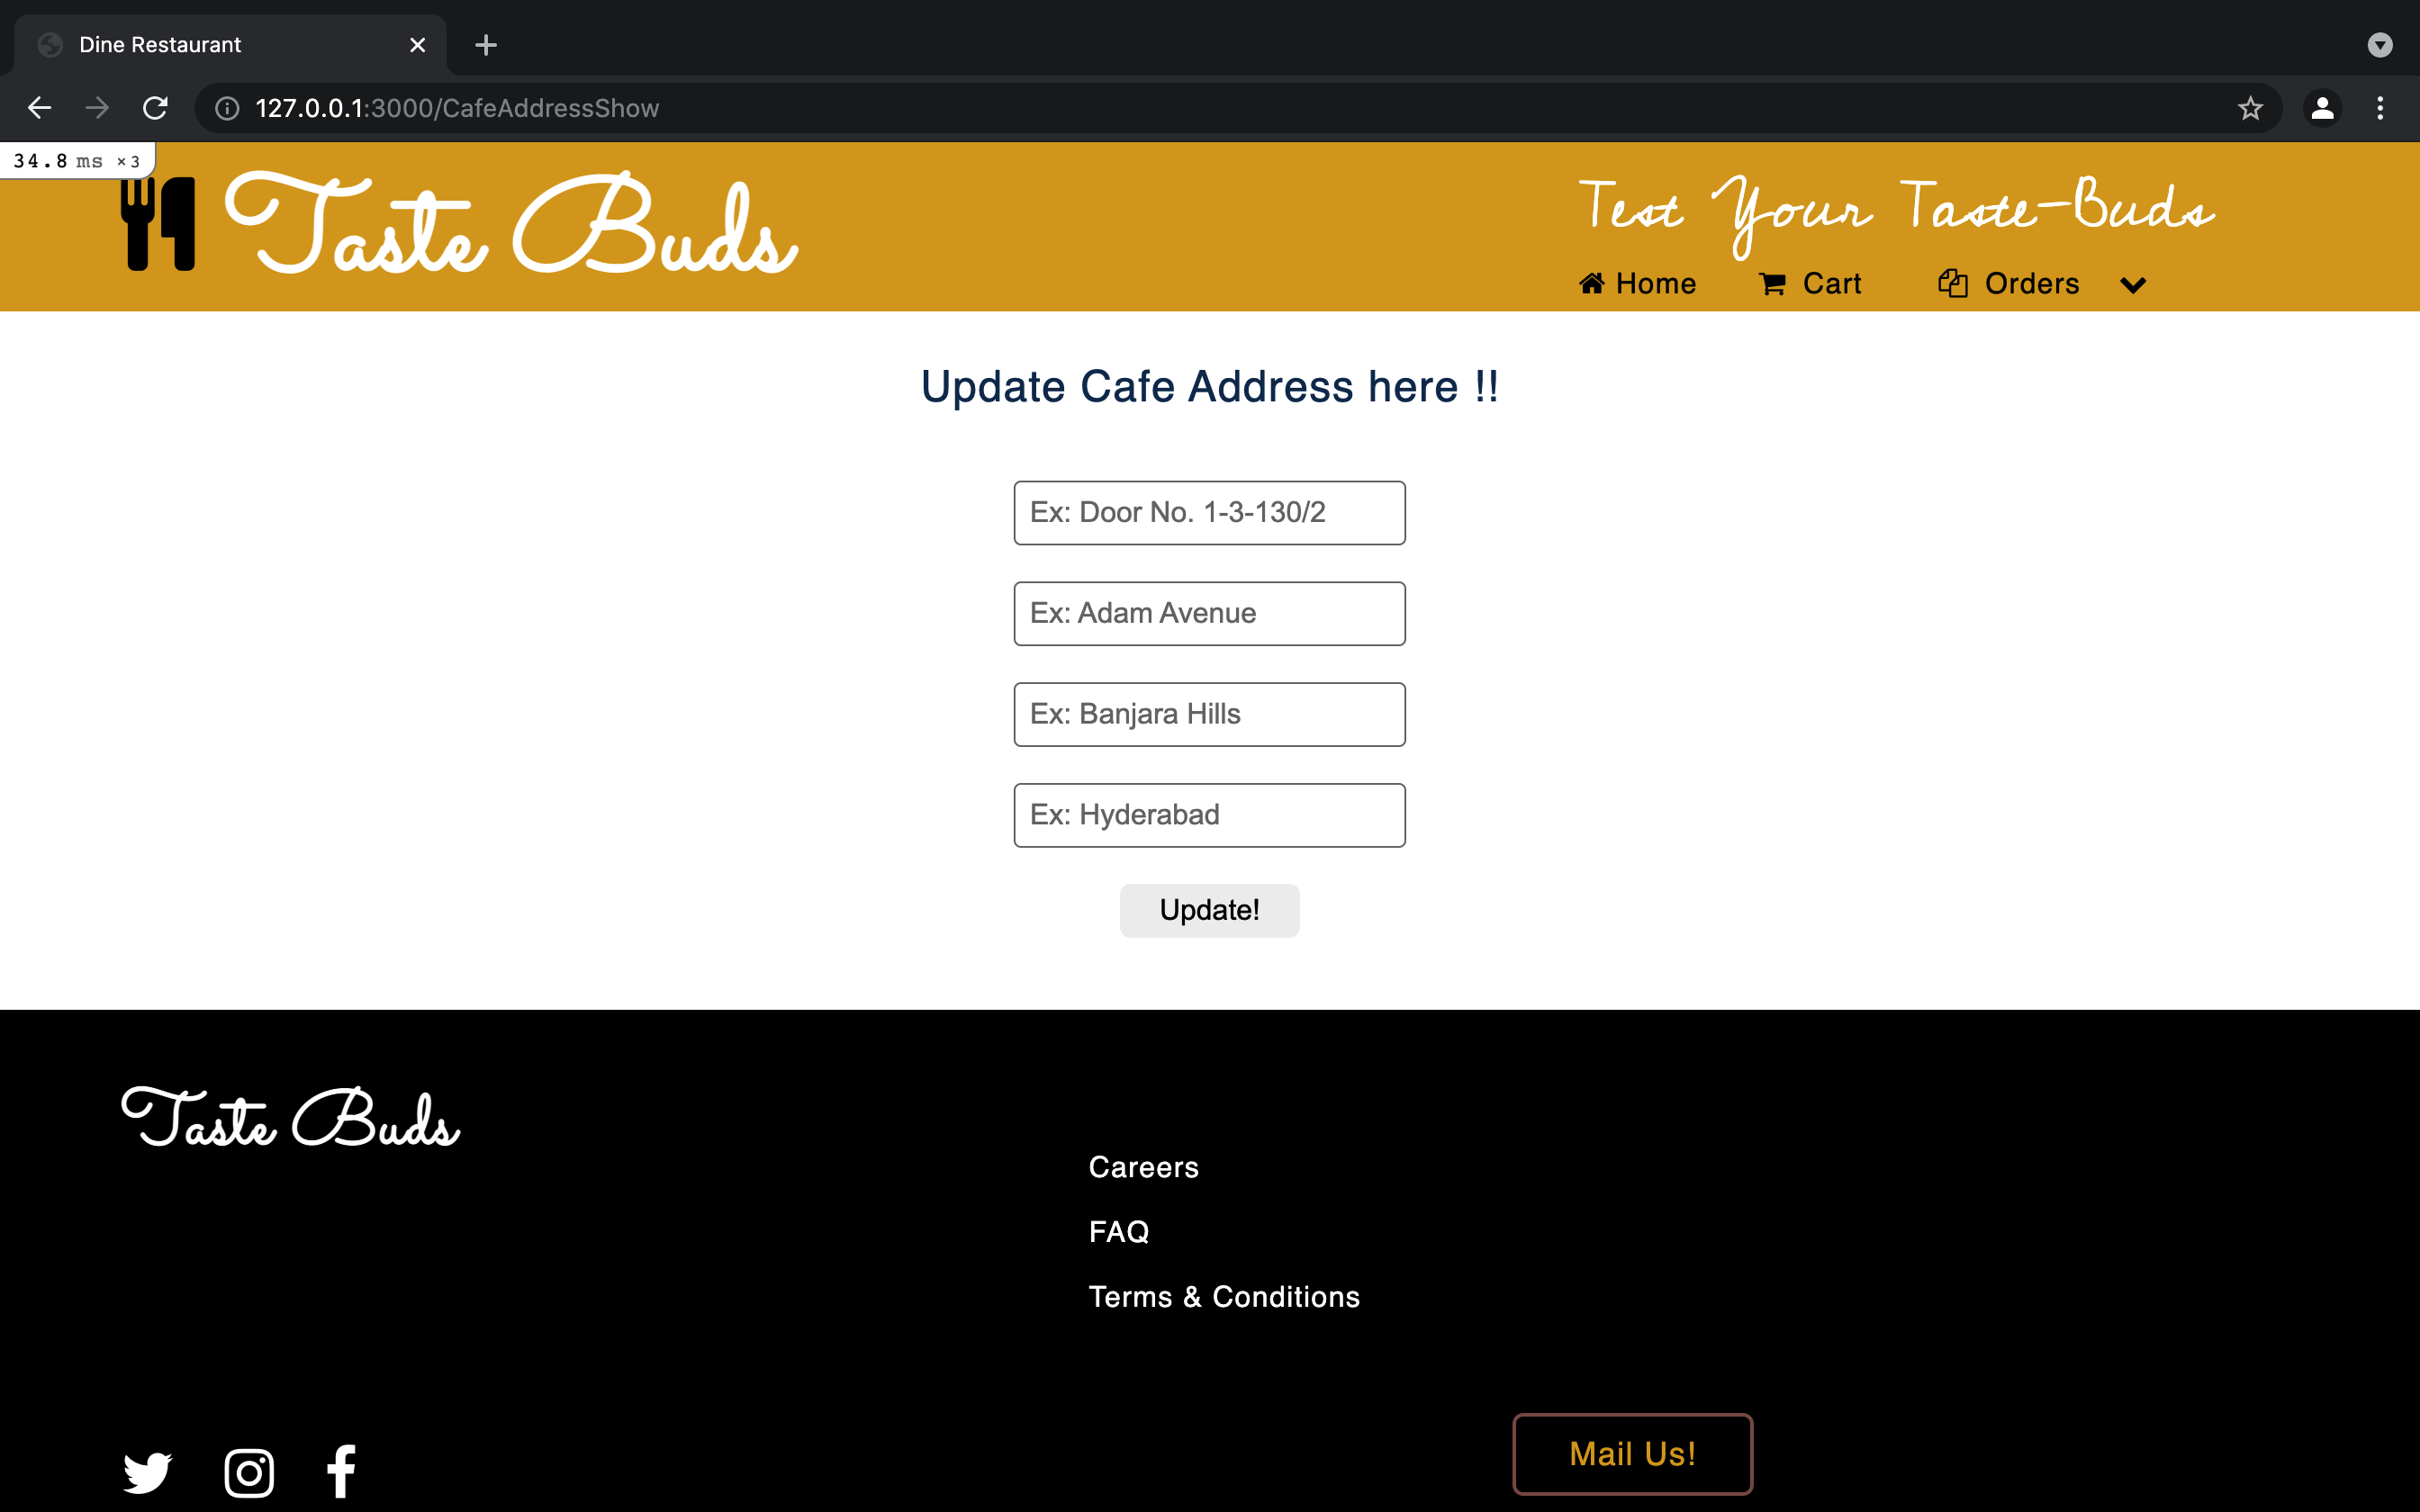 Dine Restaurant
127.0.0.1:3000/CafeAddressShow
34.8 ms ×3
Taste Buds
Test Your Taste-Buds
Home Cart Orders
Update Cafe Address here !!
Ex: Door No. 1-3-130/2
Ex: Adam Avenue
Ex: Banjara Hills
Ex: Hyderabad
Update!
Taste Buds
Careers
FAQ
Terms & Conditions
Mail Us!